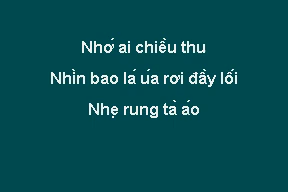 Nhớ ai chiều thu
Nhìn bao lá úa rơi đầy lối
Nhẹ rung tà áo